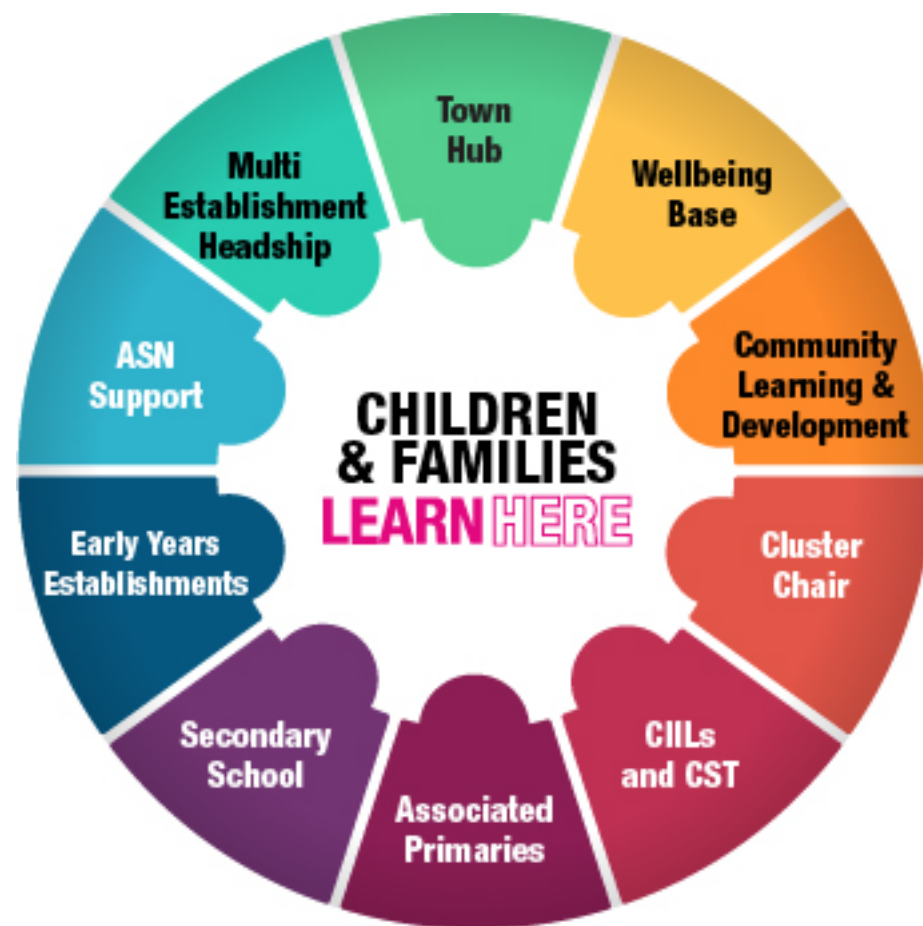 Town
Hub
Wellbeing
Base
Community
Learning &
Development
Cluster
Chair
CIILs
and CST
Associated
Primaries
Secondary
School
Early Years
Establishments
ASN
Support
Multi
Establishment
Headship
CHILDREN
& FAMILIES
LEARN HERE